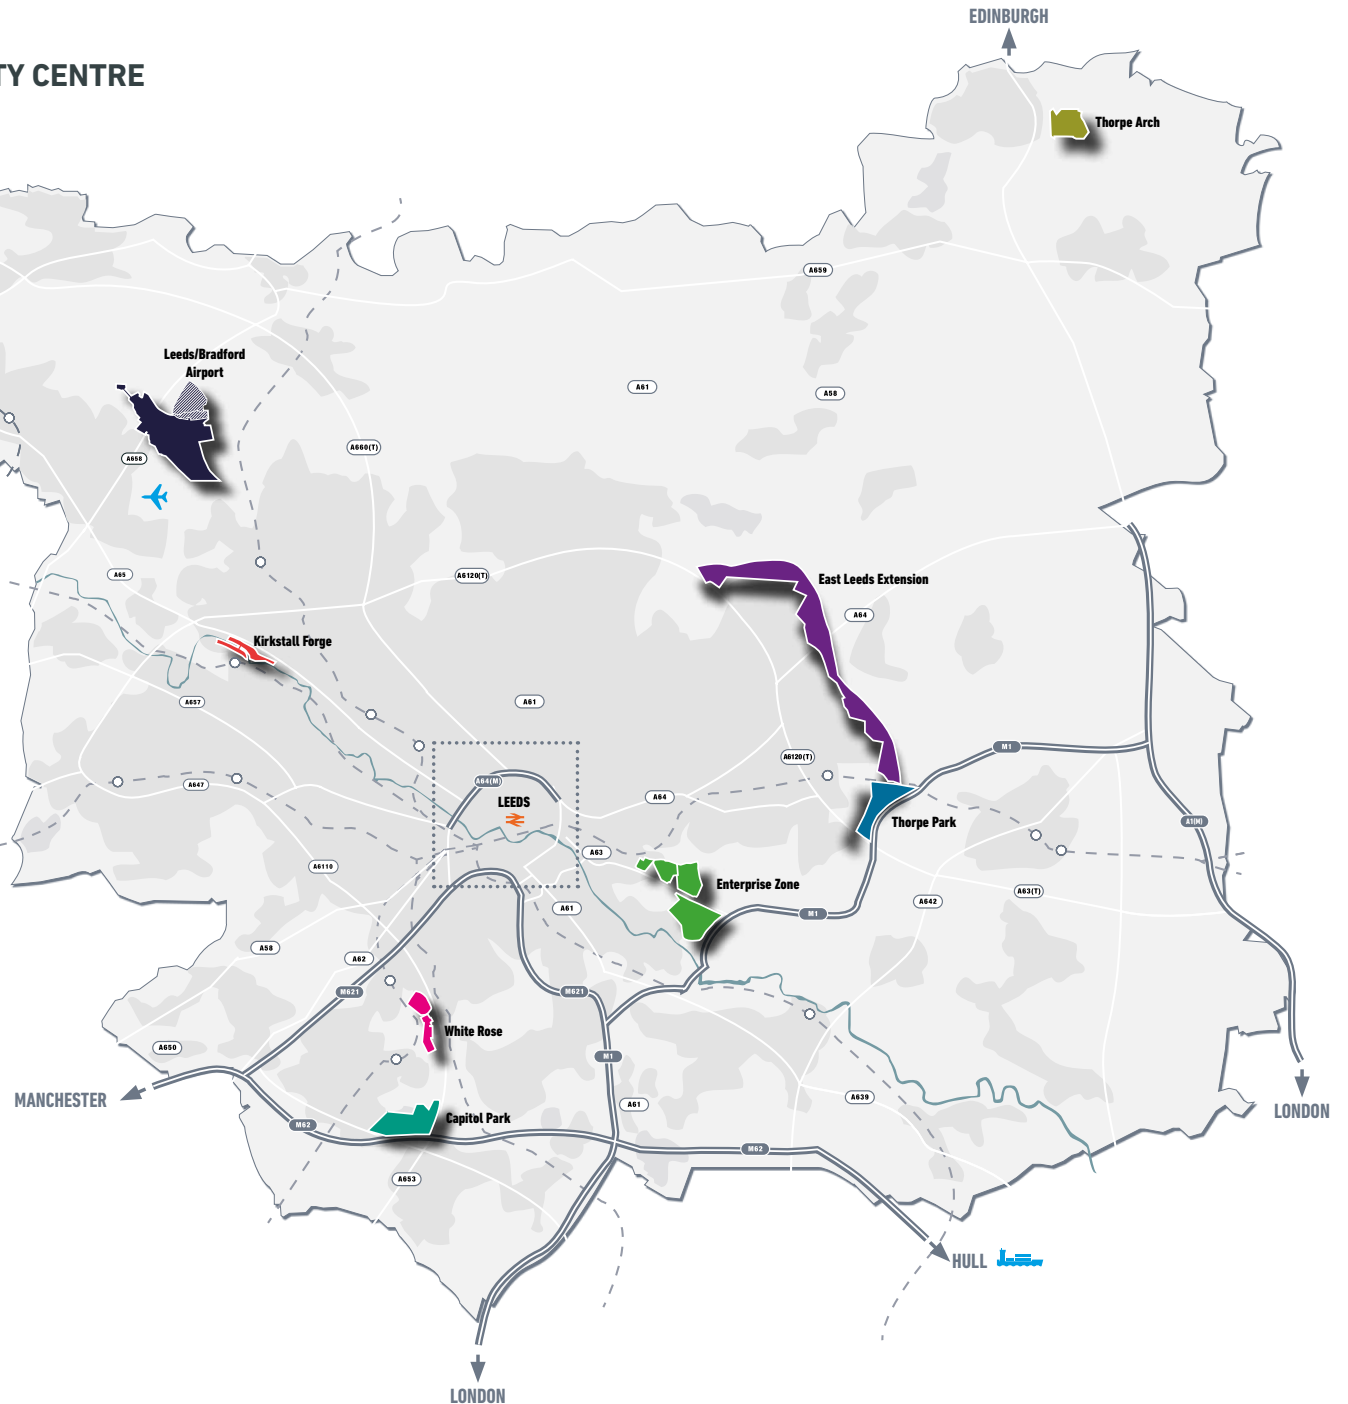 EDINBURGH
TY CENTRE
Thorpe Arch
A659
Leeds/Bradford
Airport
A61
A58
A660(T)
A658
A65
A6120(T)
East Leeds Extension
A64
Kirkstall Forge
A657
A61
M1
A6120(T)
A64(M)
A647
A64
LEEDS
Thorpe Park
A1(M)
A63
A6110
Enterprise Zone
A63(T)
A642
A61
M1
A58
A62
M621
M621
White Rose
A650
M1
MANCHESTER
A639
A61
LONDON
Capitol Park
M62
M62
A653
HULL
LONDON